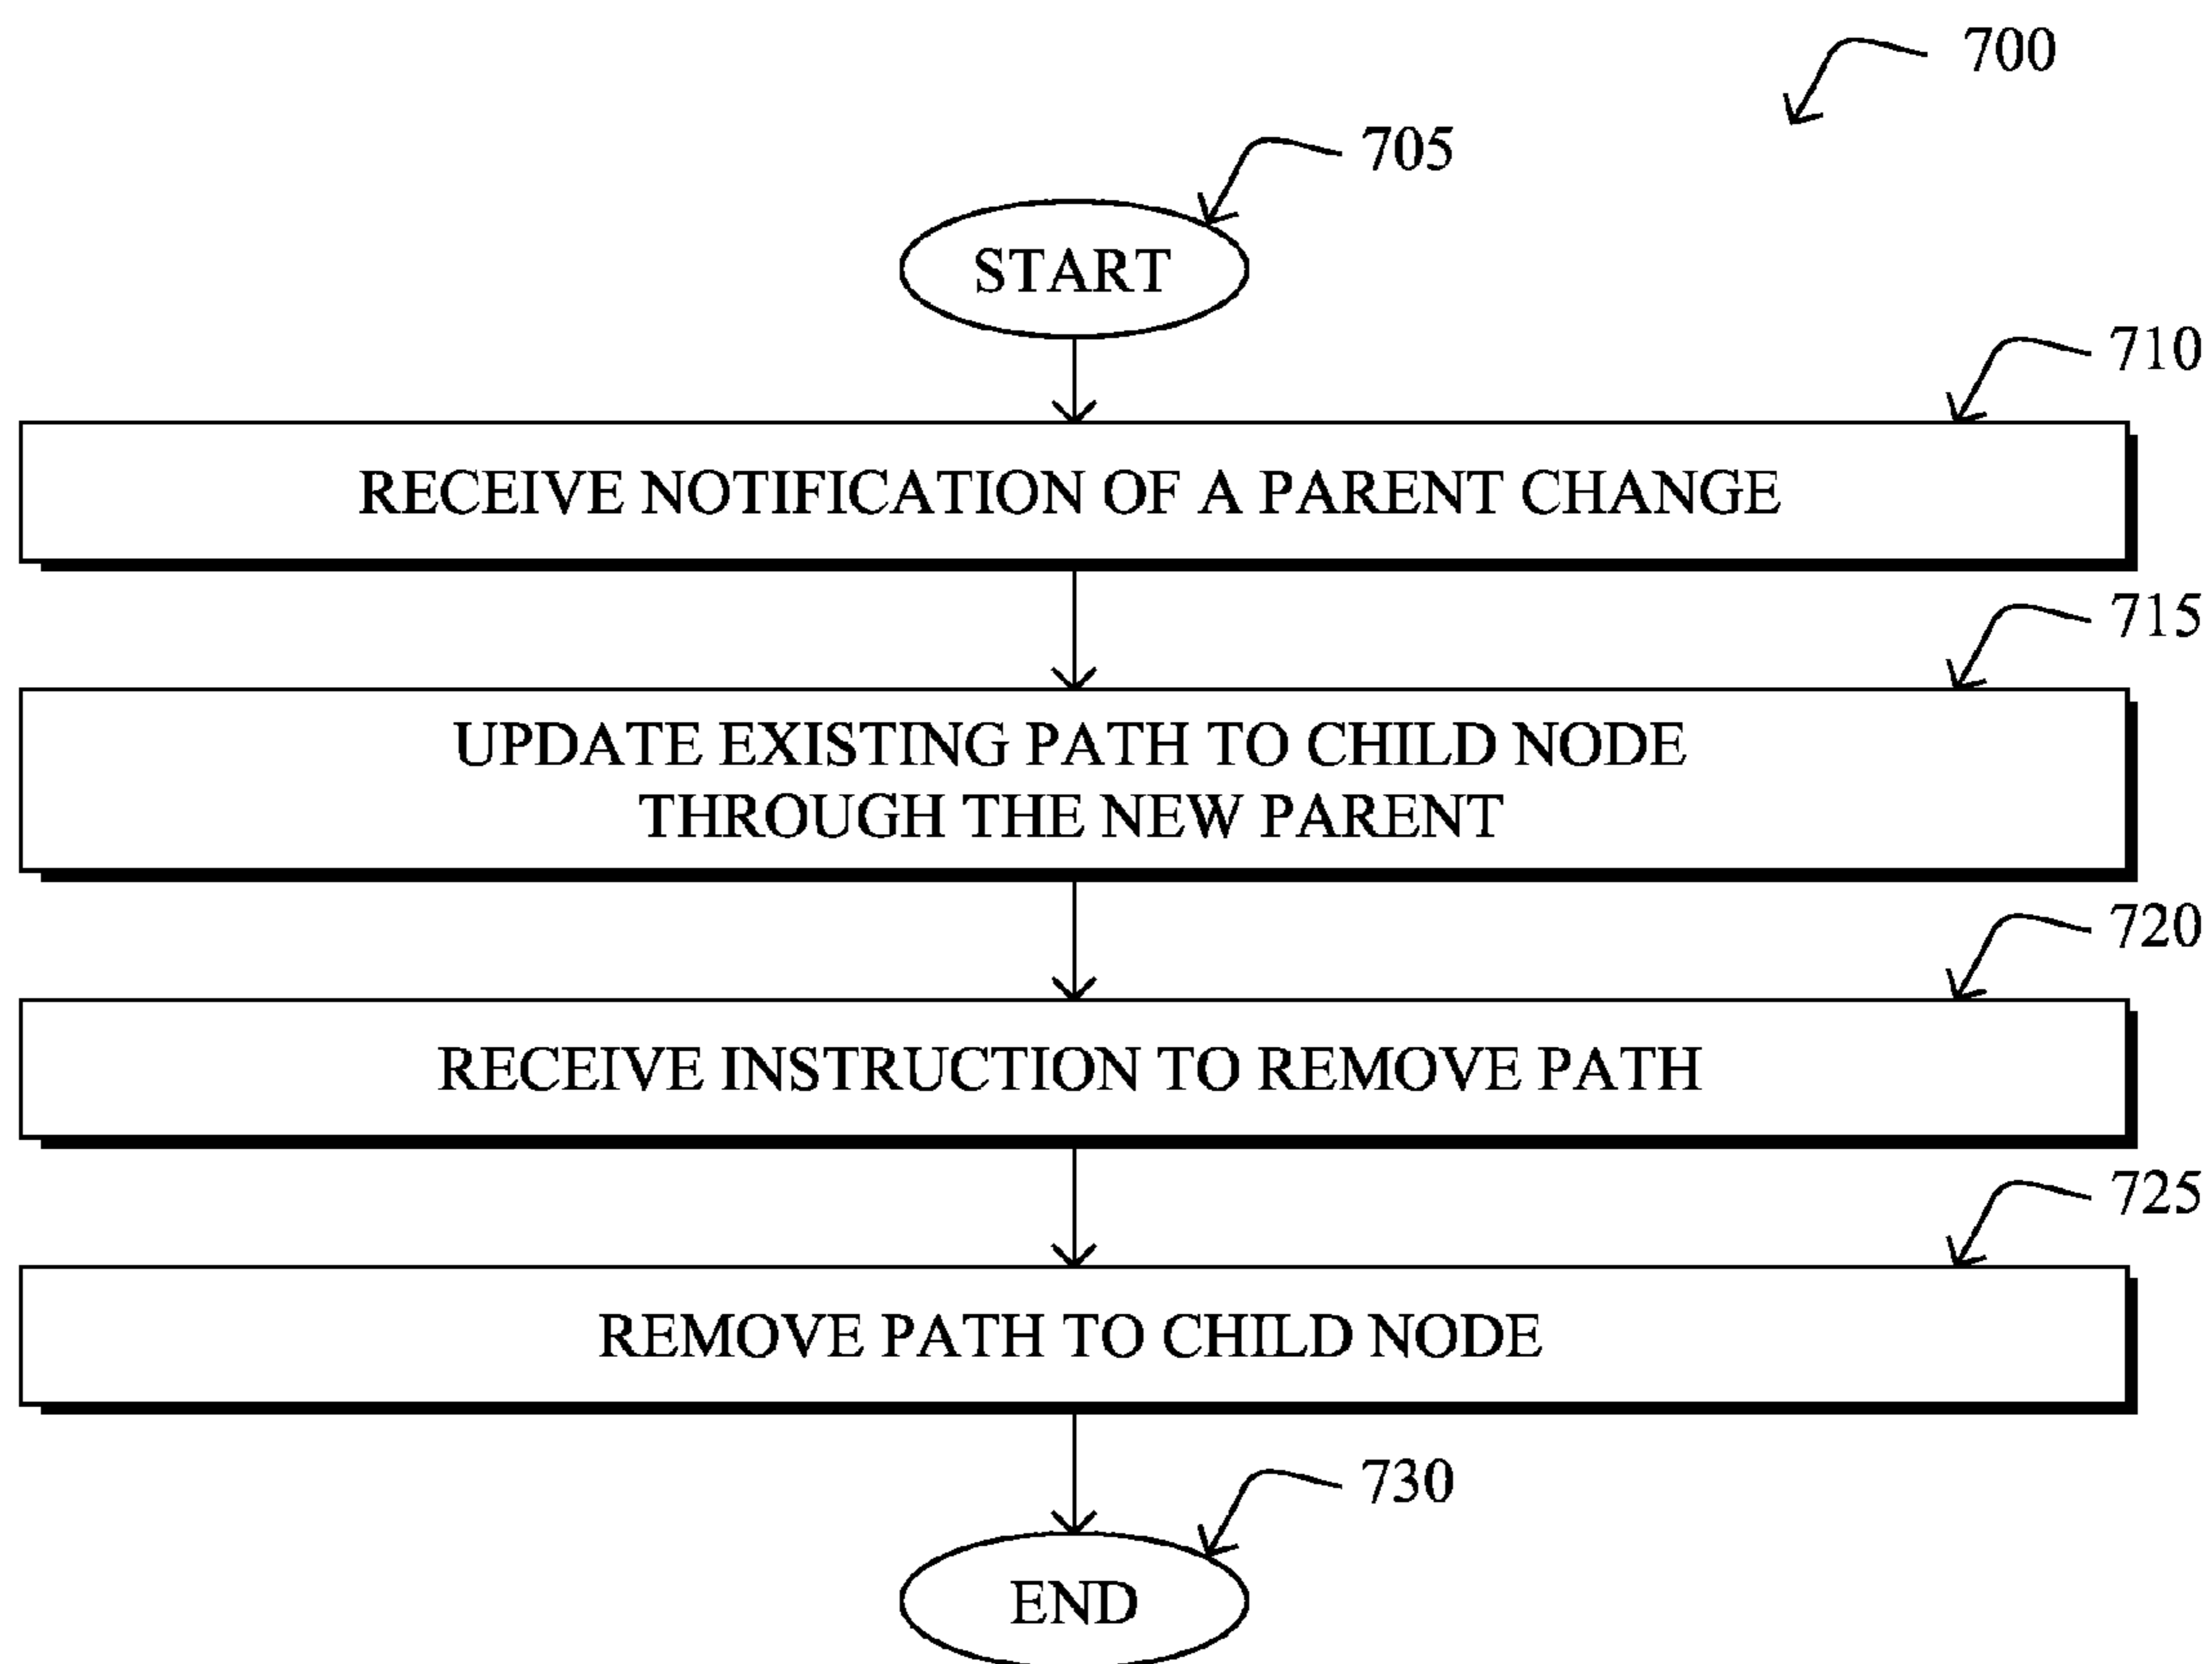 700
705
START
710
RECEIVE NOTIFICATION OF A PARENT CHANGE
715
UPDATE EXISTING PATH TO CHILD NODE
THROUGH THE NEW PARENT
720
RECEIVE INSTRUCTION TO REMOVE PATH
725
REMOVE PATH TO CHILD NODE
730
END